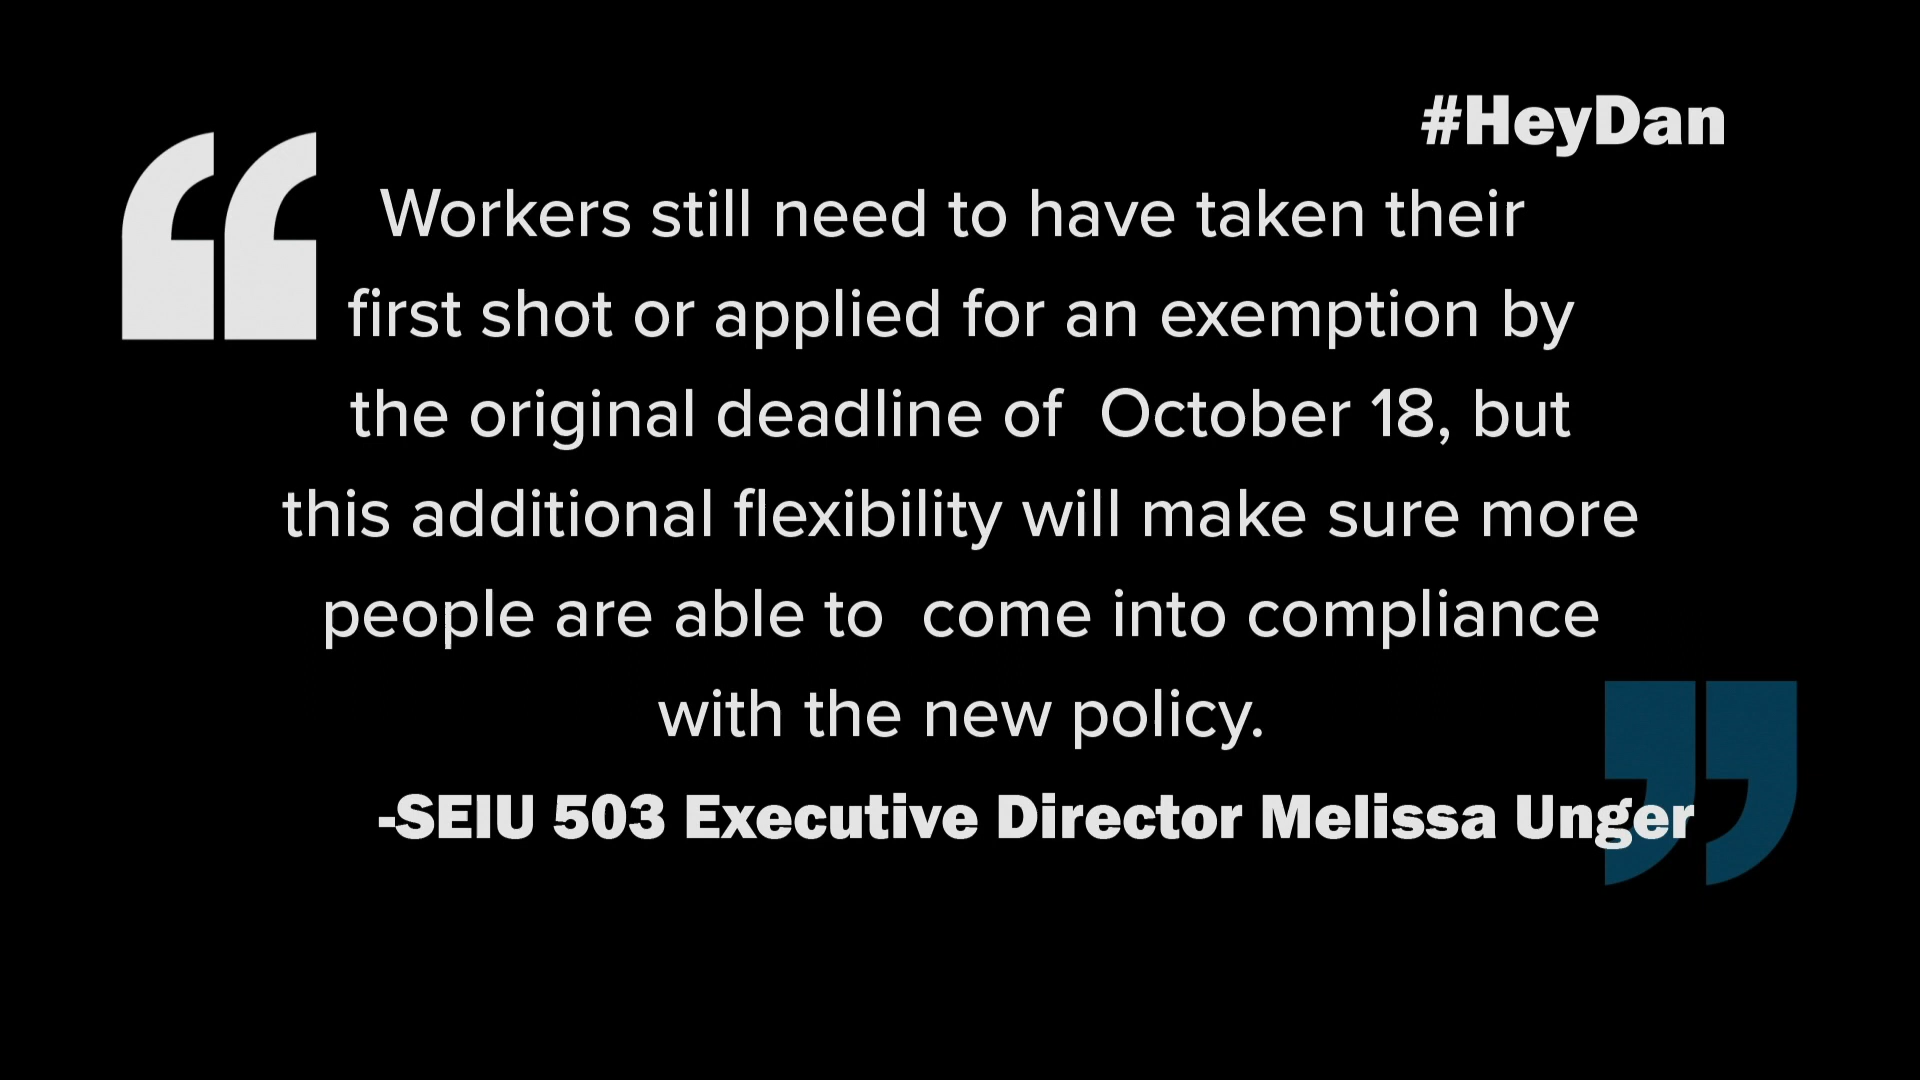 #HeyDan
Workers still need to have taken their
first shot or applied for an exemption by
the original deadline of  October 18, but
this additional flexibility will make sure more
people are able to  come into compliance
with the new policy.
-SEIU 503 Executive Director Melissa Unger